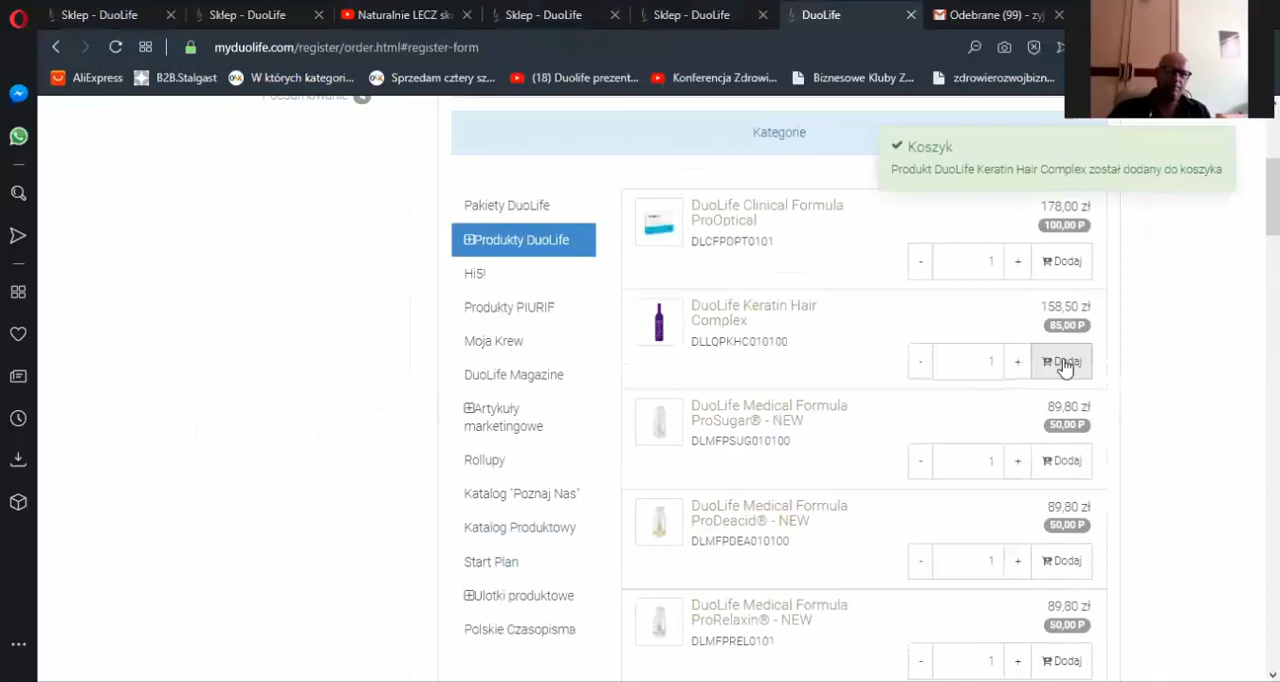 Sklep - DuoLife
Sklep - DuoLife
Naturalnie LECZ sk
Sklep - DuoLife
Sklep - DuoLife
DuoLife
Odebrane (99) - zyj
myduolife.com/register/order.html#register-form
AliExpress
B2B.Stalgast
W których kategori...
Sprzedam cztery sz...
(18) Duolife prezent...
Konferencja Zdrowi...
Biznesowe Kluby Z...
zdrowierozwojbizn...
Kategorie
✔ Koszyk
Produkt DuoLife Keratin Hair Complex został dodany do koszyka
Pakiety DuoLife
Produkty DuoLife
Hi5!
Produkty PIURIF
Moja Krew
DuoLife Magazine
Artykuły
marketingowe
Rollupy
Katalog "Poznaj Nas"
Katalog Produktowy
Start Plan
Ulotki produktowe
Polskie Czasopisma
DuoLife Clinical Formula
ProOptical
DLCFPOPT0101
178,00 zł
100,00 P
- 1 + Dodaj
DuoLife Keratin Hair
Complex
DLLQPKHC010100
158,50 zł
85,00 P
- 1 + Dodaj
DuoLife Medical Formula
ProSugar® - NEW
DLMFPSUG010100
89,80 zł
50,00 P
- 1 + Dodaj
DuoLife Medical Formula
ProDeacid® - NEW
DLMFPDEA010100
89,80 zł
50,00 P
- 1 + Dodaj
DuoLife Medical Formula
ProRelaxin® - NEW
DLMFPREL0101
89,80 zł
50,00 P
- 1 + Dodaj